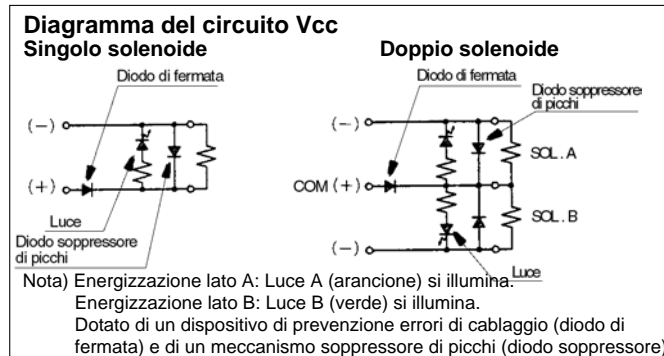 Diagramma del circuito Vcc
Singolo solenoide
Doppio solenoide
Diodo di fermata
(−)
(+)
Luce
Diodo soppressore
di picchi
Diodo di fermata
Diodo soppressore
di picchi
(−)
SOL.A
COM (+)
SOL.B
(−)
Luce
Nota) Energizzazione lato A: Luce A (arancione) si illumina.
Energizzazione lato B: Luce B (verde) si illumina.
Dotato di un dispositivo di prevenzione errori di cablaggio (diodo di
fermata) e di un meccanismo soppressore di picchi (diodo soppressore)